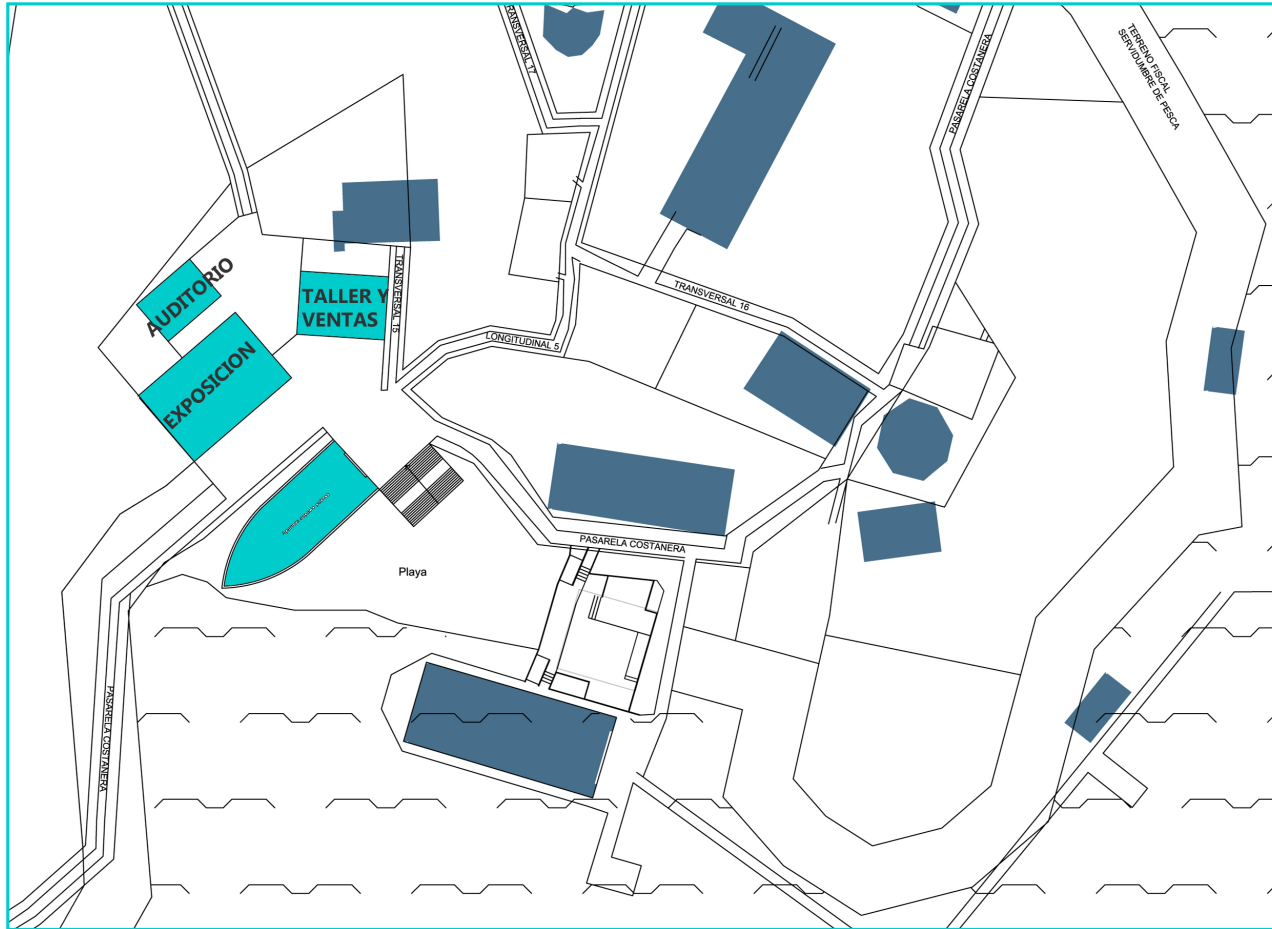 TRANSVERSAL 17
PASARELA COSTANERA
TERRENO FISCAL
SERVIDUMBRE DE PESCA
AUDITORIO
TALLER Y
VENTAS
TRANSVERSAL 15
TRANSVERSAL 16
LONGITUDINAL 5
EXPOSICION
PASARELA COSTANERA
Playa
PASARELA COSTANERA